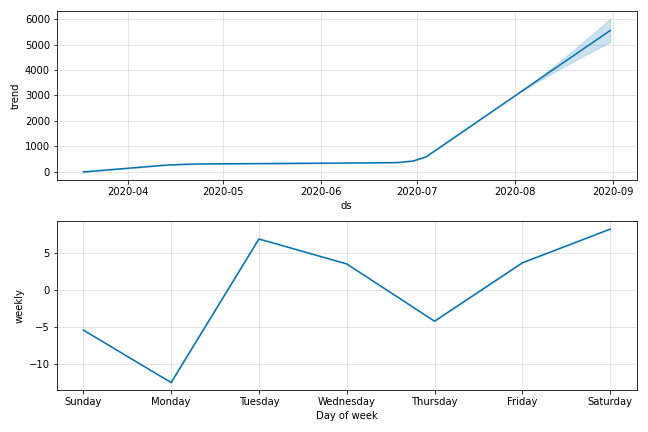 6000
5000
4000
3000
2000
1000
0
trend
2020-04 2020-05 2020-06 2020-07 2020-08 2020-09
ds
5
0
−5
−10
weekly
Sunday Monday Tuesday Wednesday Thursday Friday Saturday
Day of week